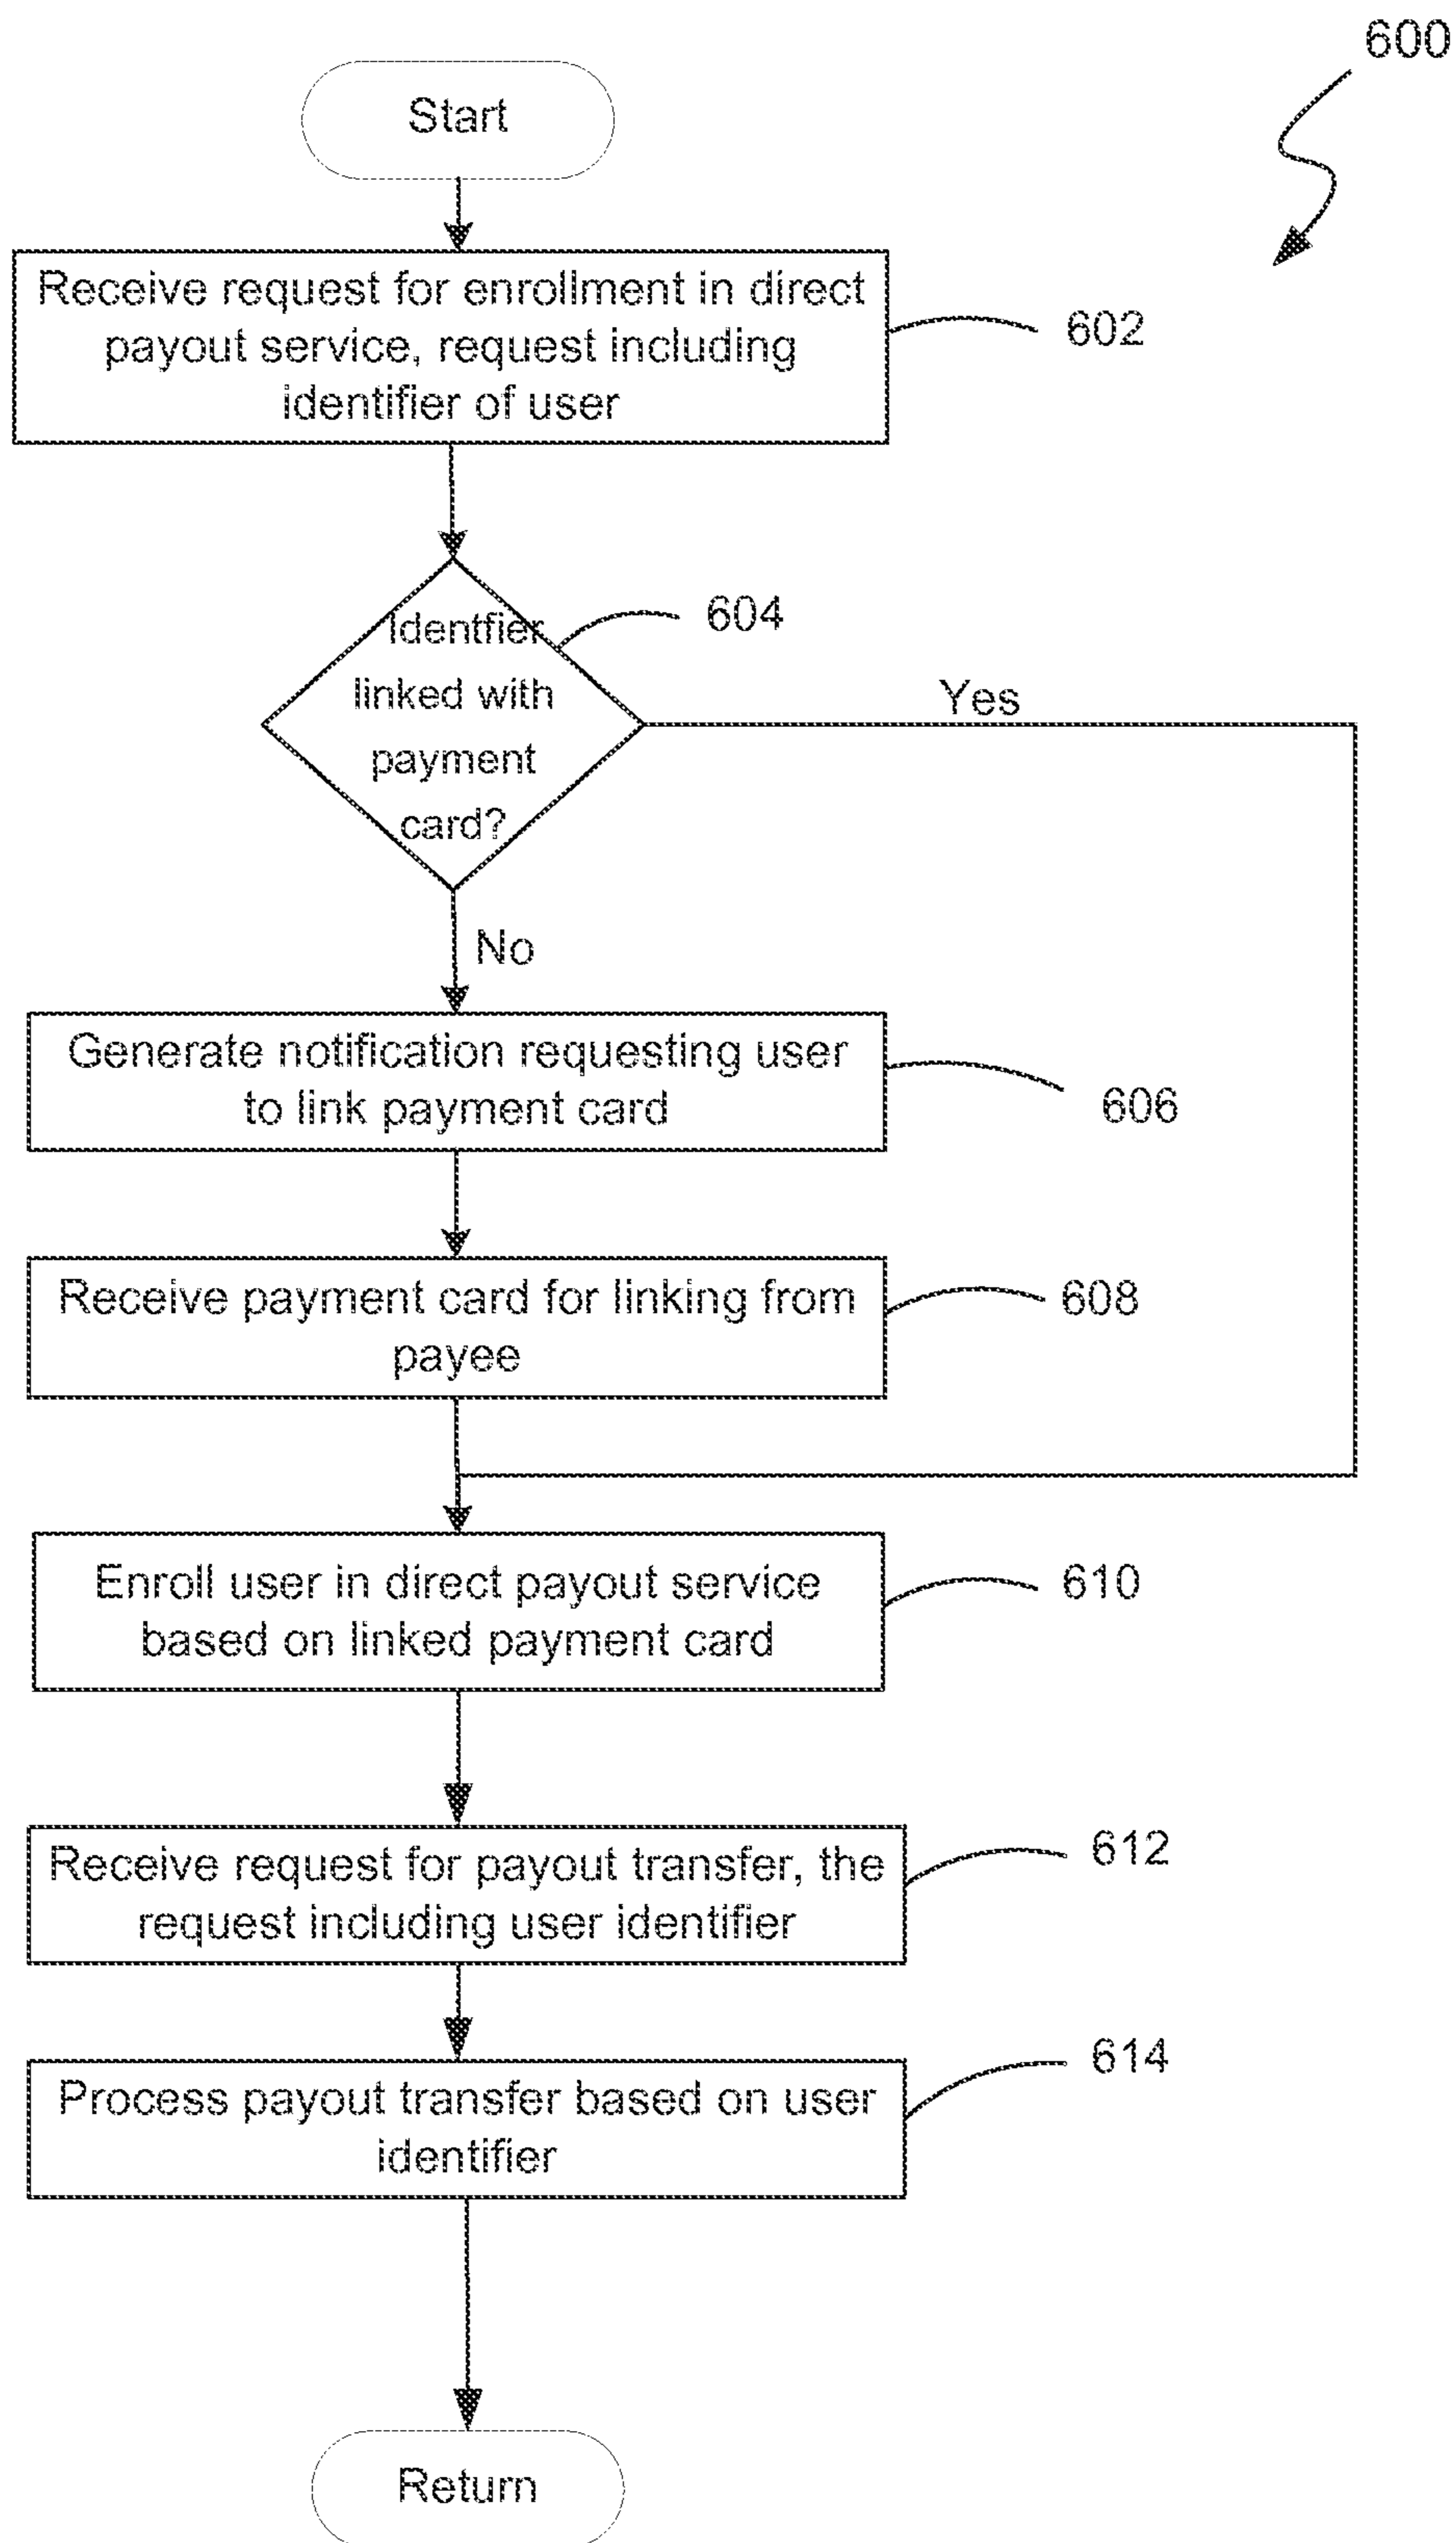 600
Start
Receive request for enrollment in direct
payout service, request including
identifier of user
602
604
Identfier
linked with
payment
card?
Yes
No
Generate notification requesting user
to link payment card
606
Receive payment card for linking from
payee
608
Enroll user in direct payout service
based on linked payment card
610
Receive request for payout transfer, the
request including user identifier
612
Process payout transfer based on user
identifier
614
Return